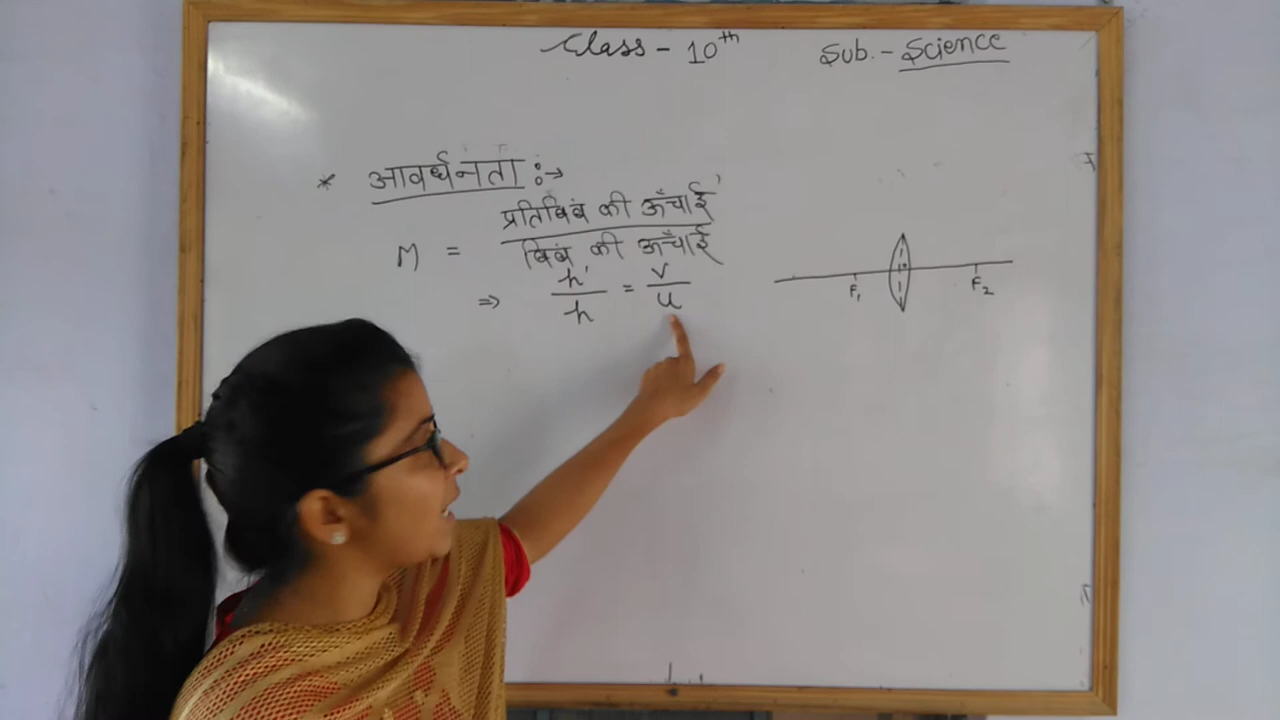 Class - 10th Sub. - Science
* आवर्धनता :→
M = प्रतिबिबं की ऊँचाई / बिबं की ऊँचाई
⇒ h' / h = v / u
F₁ F₂